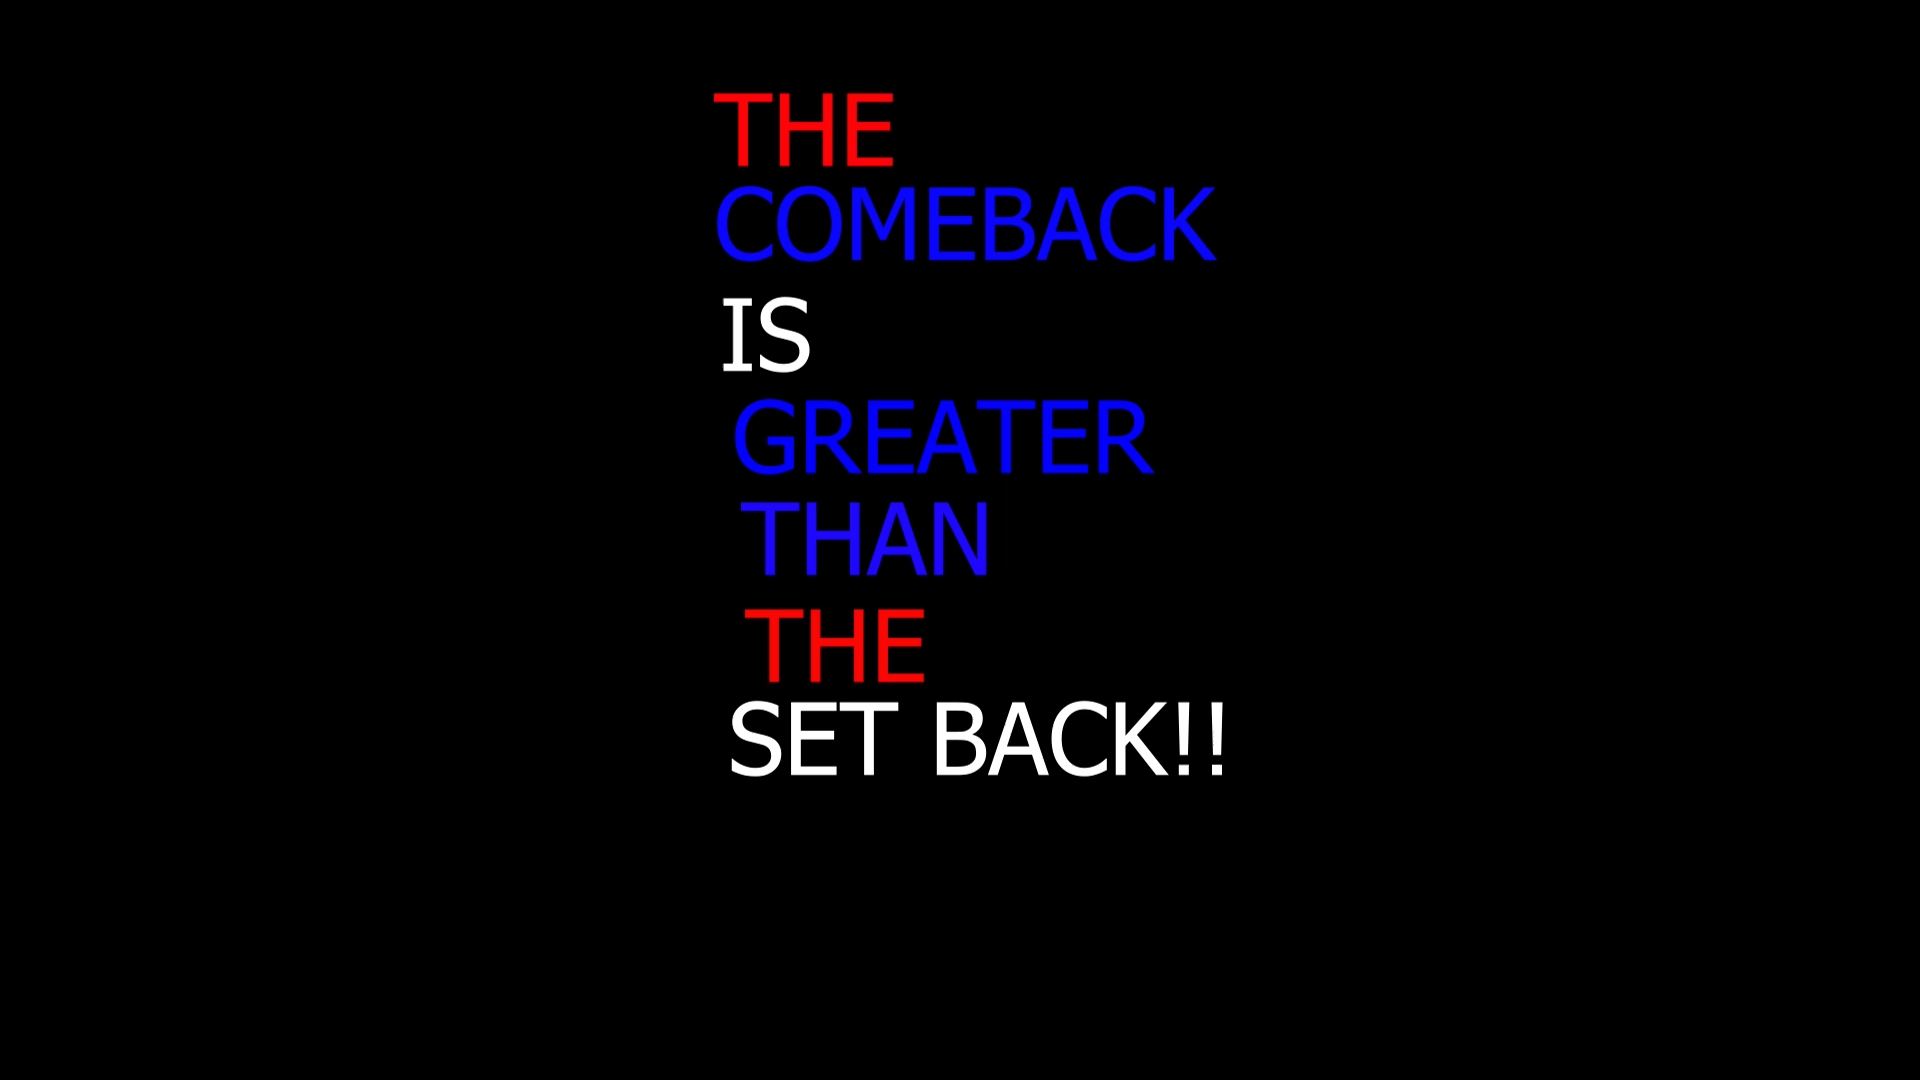 THE
COMEBACK
IS
GREATER
THAN
THE
SET BACK!!